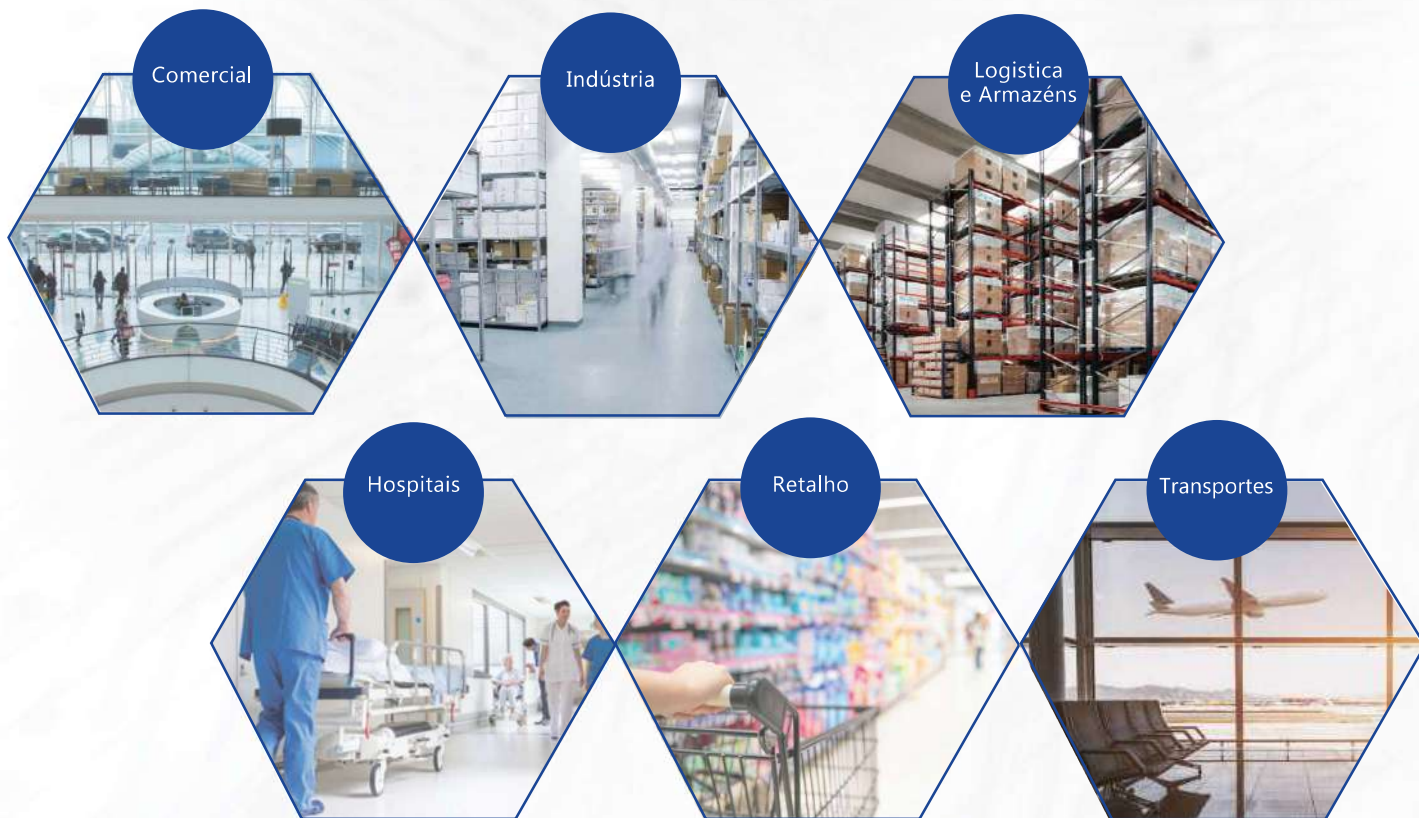 Comercial
Indústria
Logistica
e Armazéns
Hospitais
Retalho
Transportes